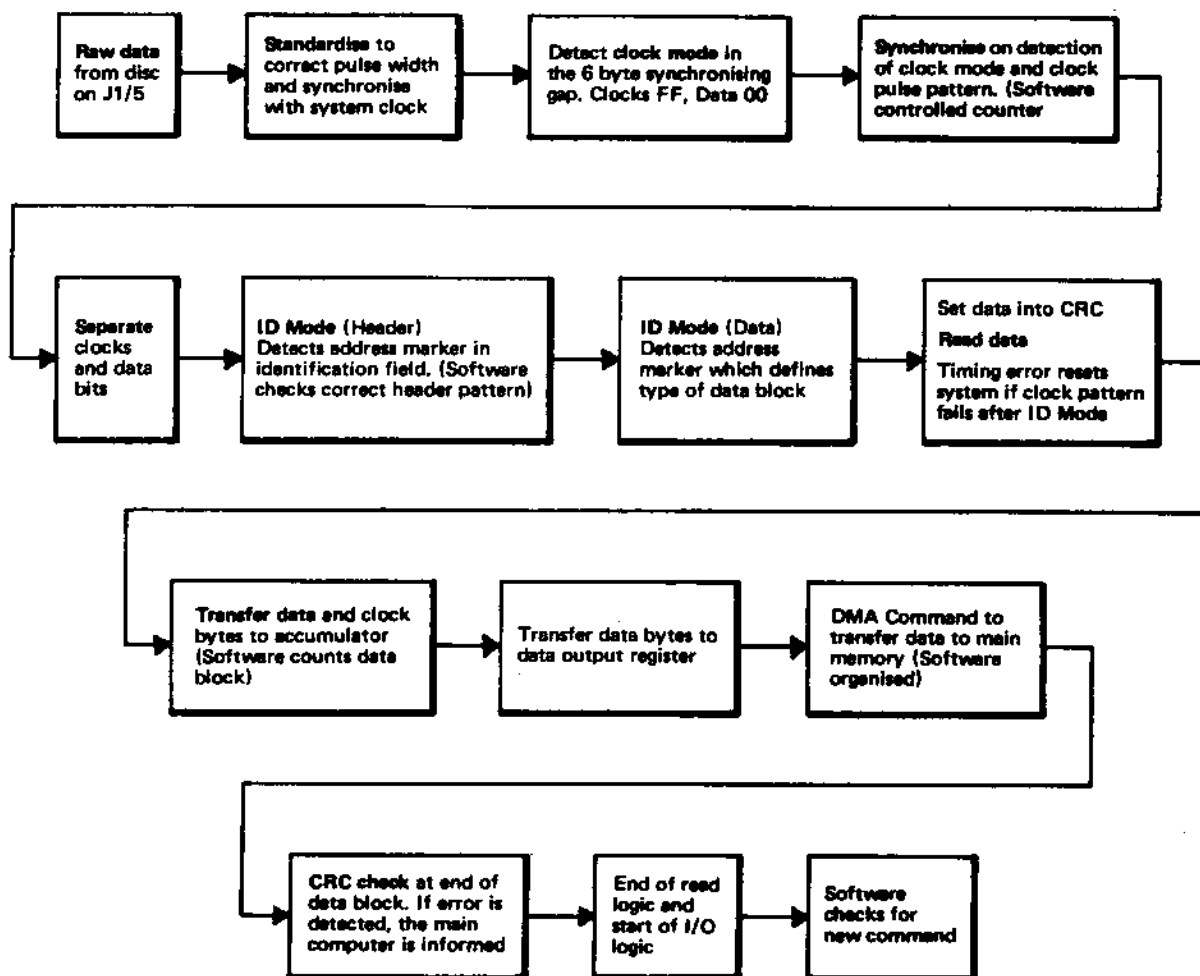 Raw data
from disc
on J1/5
Standardise to
correct pulse width
and synchronise
with system clock
Detect clock mode in
the 6 byte synchronising
gap. Clocks FF, Data 00
Synchronise on detection
of clock mode and clock
pulse pattern. (Software
controlled counter
Separate
clocks
and data
bits
ID Mode (Header)
Detects address marker in
identification field. (Software
checks correct header pattern)
ID Mode (Data)
Detects address
marker which defines
type of data block
Set data into CRC
Read data
Timing error resets
system if clock pattern
fails after ID Mode
Transfer data and clock
bytes to accumulator
(Software counts data
block)
Transfer data bytes to
data output register
DMA Command to
transfer data to main
memory (Software
organised)
CRC check at end of
data block. If error is
detected, the main
computer is informed
End of read
logic and
start of I/O
logic
Software
checks for
new command